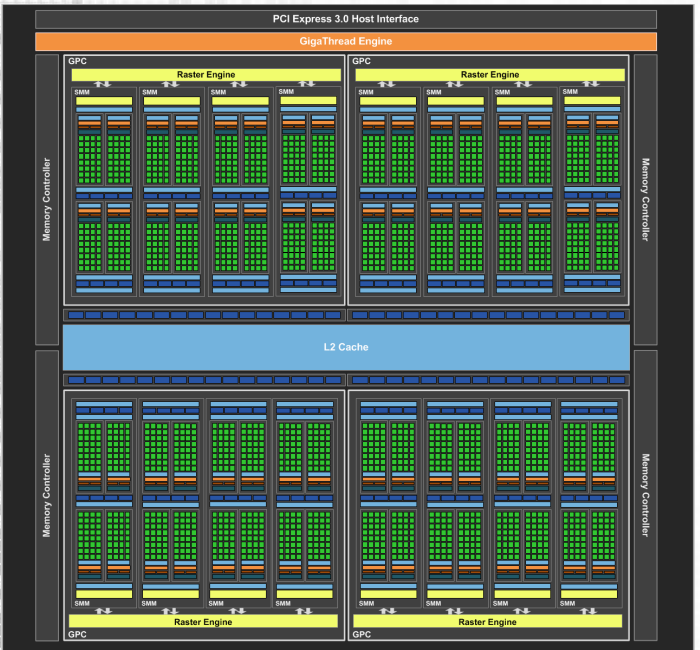 PCI Express 3.0 Host Interface
GigaThread Engine
GPC
Raster Engine
SMM
SMM
SMM
SMM
GPC
Raster Engine
SMM
SMM
SMM
SMM
Memory Controller
Memory Controller
L2 Cache
Memory Controller
Memory Controller
SMM
SMM
SMM
SMM
Raster Engine
GPC
SMM
SMM
SMM
SMM
Raster Engine
GPC